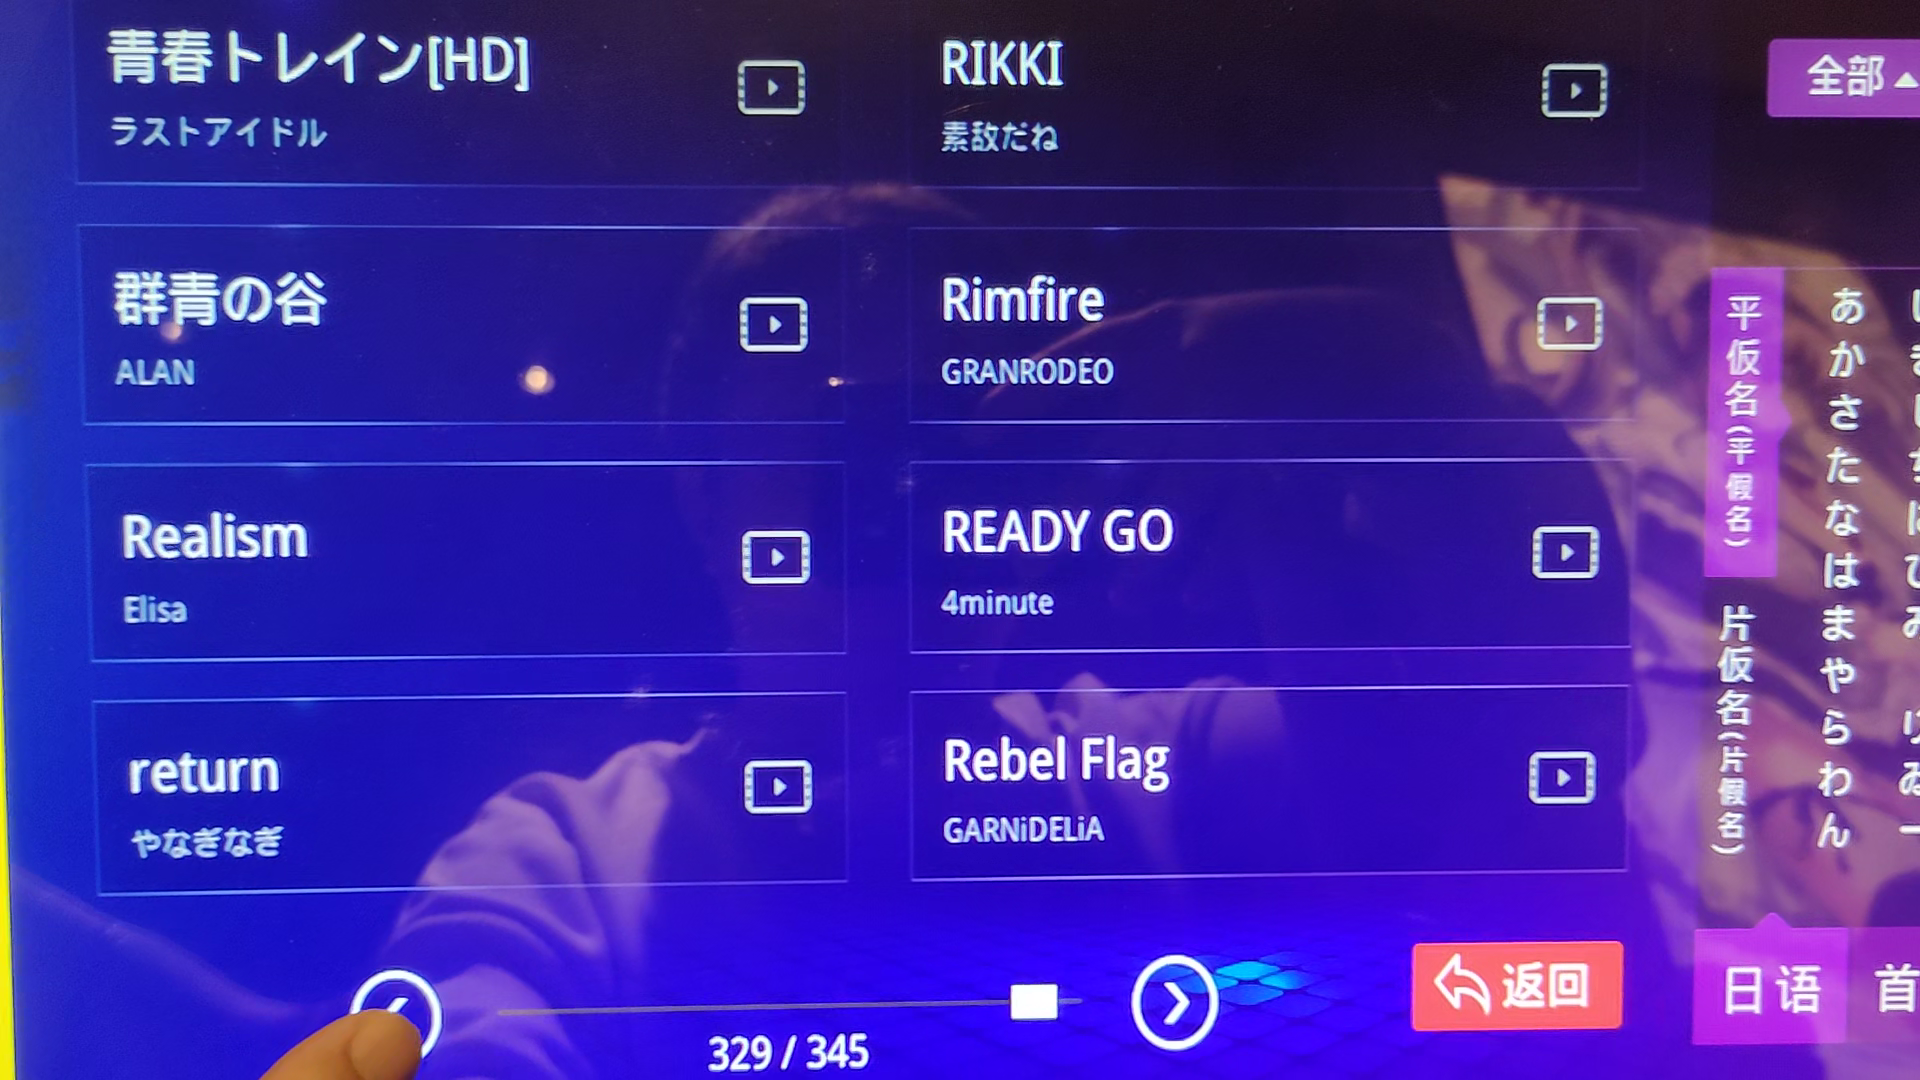 青春トレイン[HD]
ラストアイドル
RIKKI
素敌だね
群青の谷
ALAN
Rimfire
GRANRODEO
Realism
Elisa
READY GO
4minute
return
やなぎなぎ
Rebel Flag
GARNiDELiA
329 / 345
返回
全部
平仮名(平假名)
片仮名(片假名)
あかさたなはまやらわん
日语
首